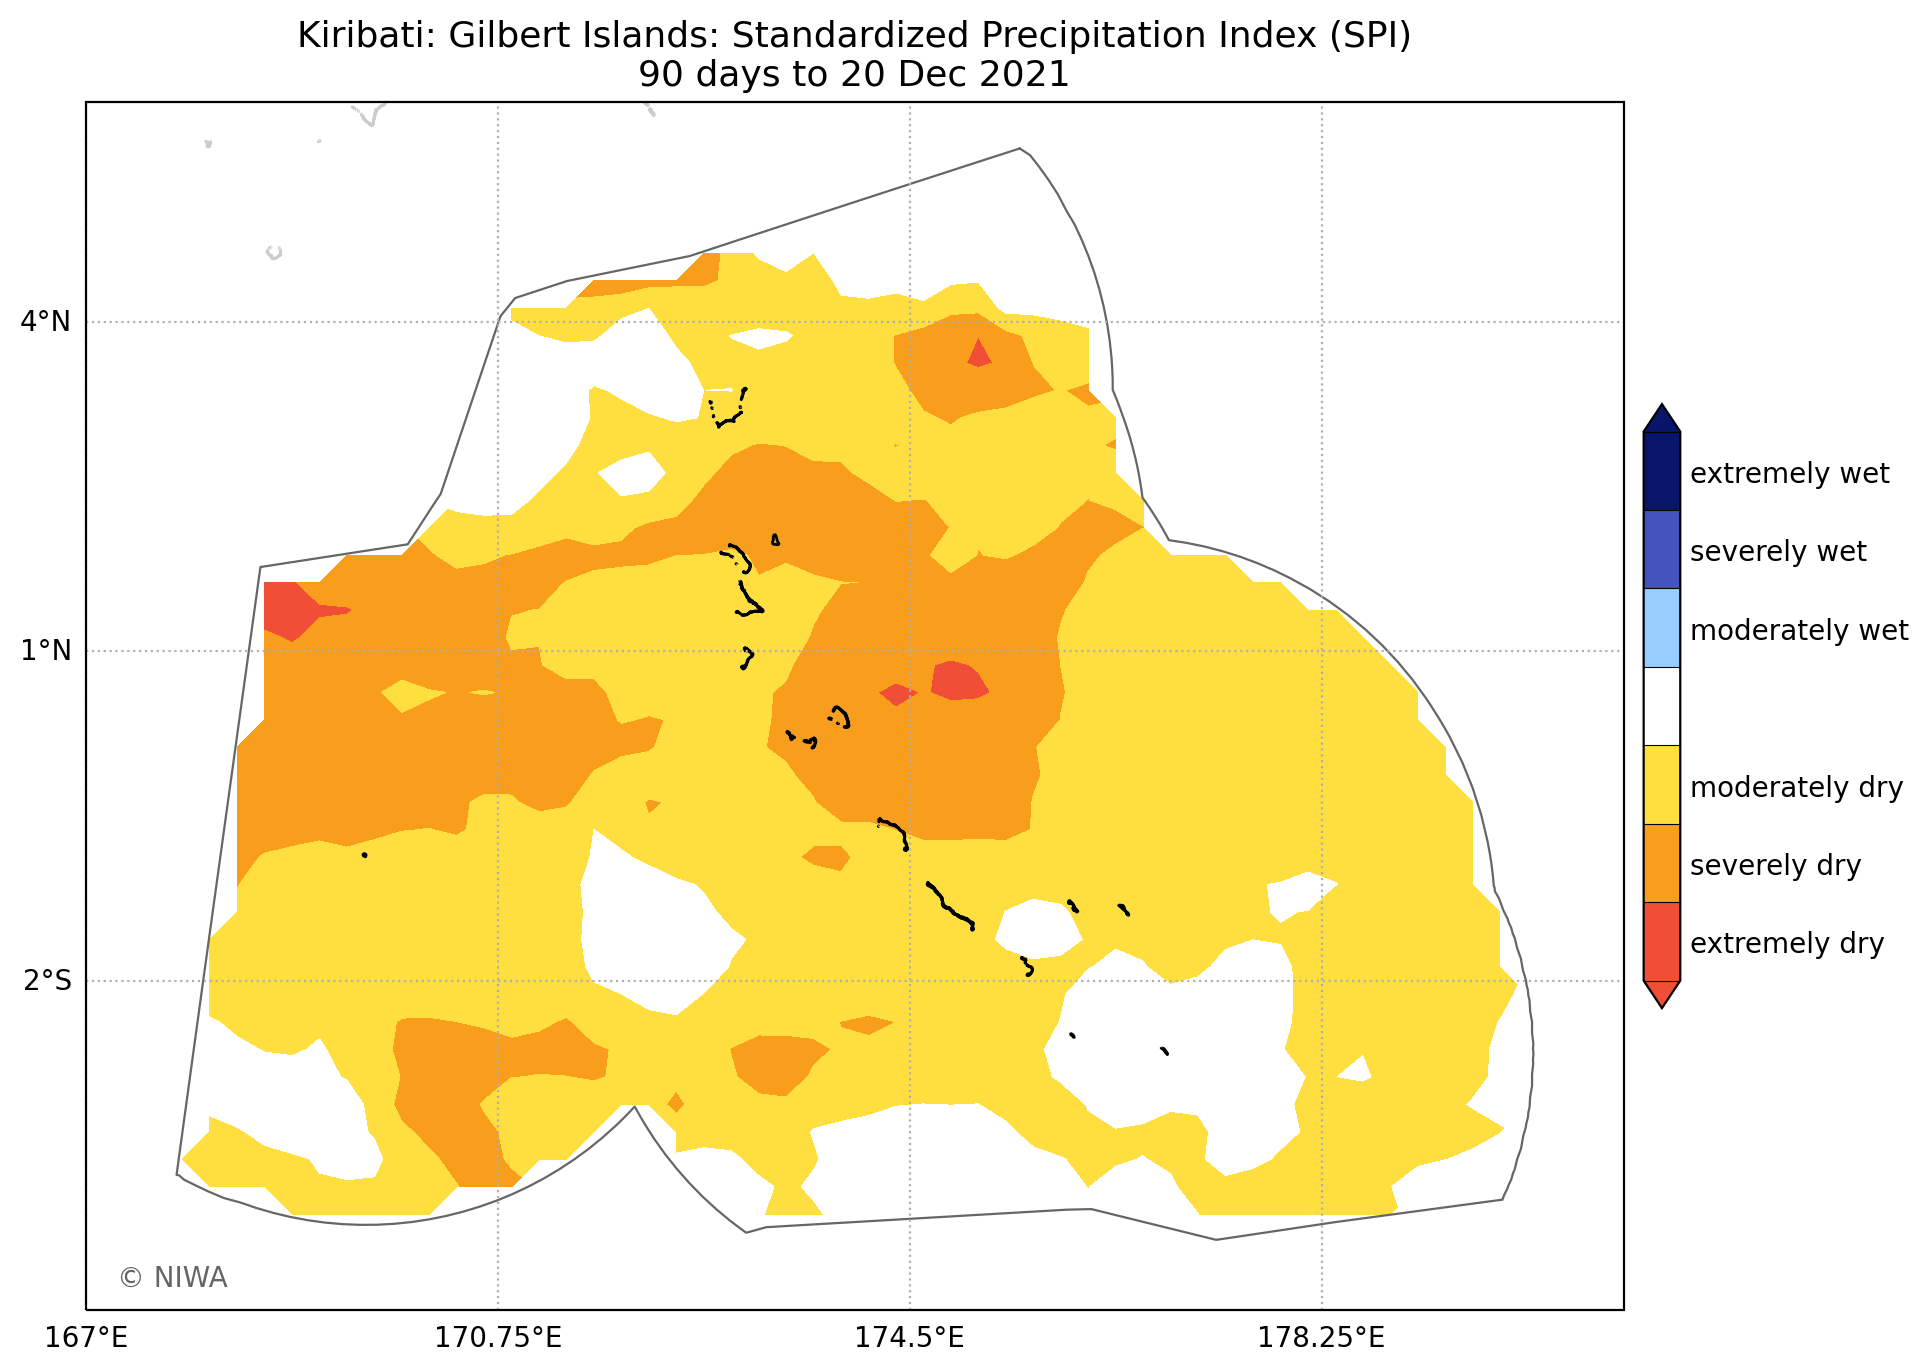 Kiribati: Gilbert Islands: Standardized Precipitation Index (SPI)
90 days to 20 Dec 2021
4°N
1°N
2°S
167°E
170.75°E
174.5°E
178.25°E
extremely wet
severely wet
moderately wet
moderately dry
severely dry
extremely dry
© NIWA